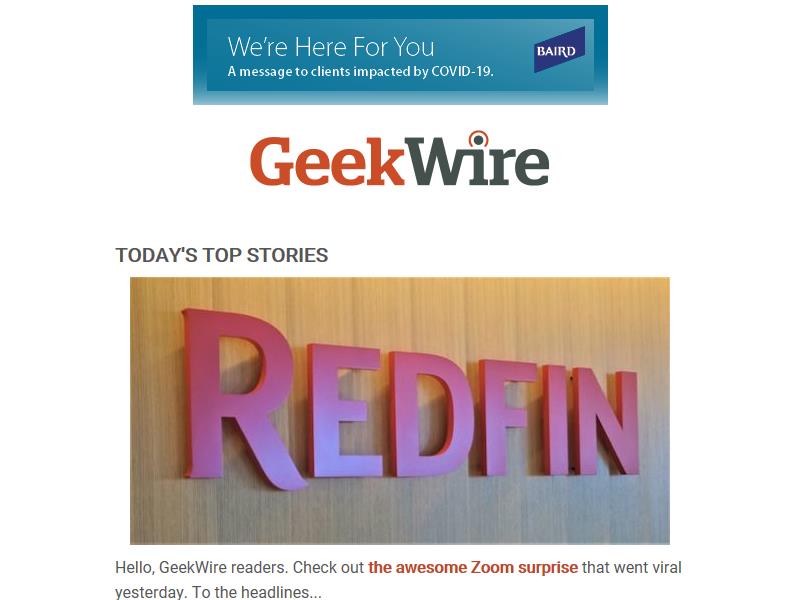 We're Here For You
A message to clients impacted by COVID-19.
BAIRD
GeekWire
TODAY'S TOP STORIES
REDFIN
Hello, GeekWire readers. Check out the awesome Zoom surprise that went viral
yesterday. To the headlines...